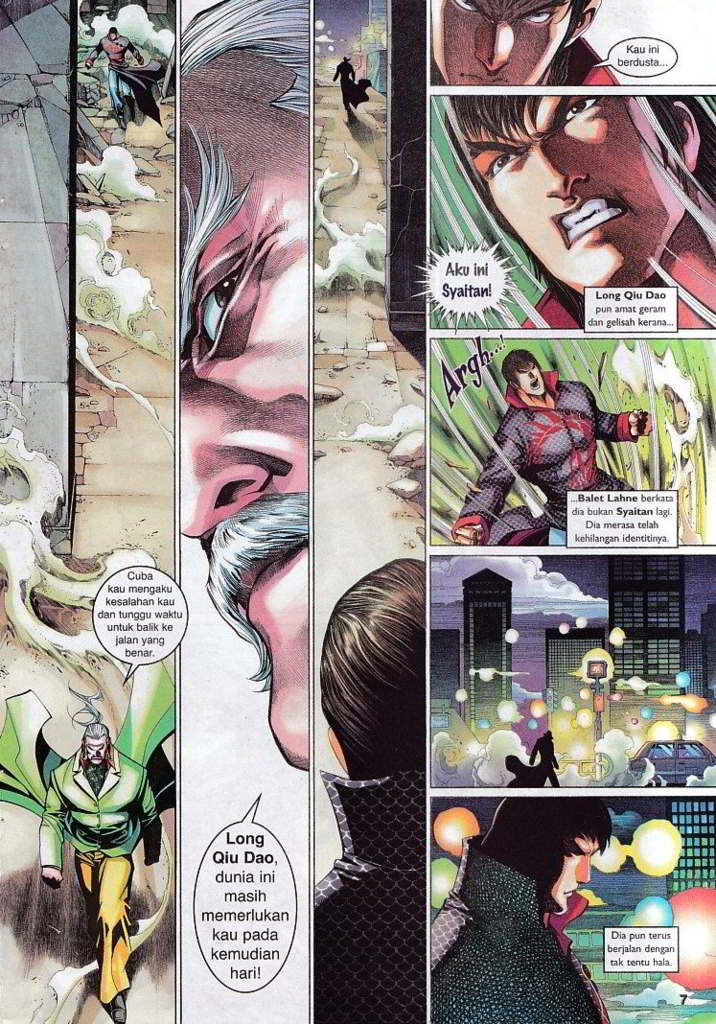 Cuba
kau mengaku
kesalahan kau
dan tunggu waktu
untuk balik ke
jalan yang
benar.
Long
Qiu Dao,
dunia ini
masih
memerlukan
kau pada
kemudian
hari!
Kau ini
berdusta...
Aku ini
Syaitan!
Long Qiu Dao
pun amat geram
dan gelisah kerana...
Argh...!
...Balet Lahne berkata
dia bukan Syaitan lagi.
Dia merasa telah
kehilangan identitinya.
Dia pun terus
berjalan dengan
tak tentu hala.
7